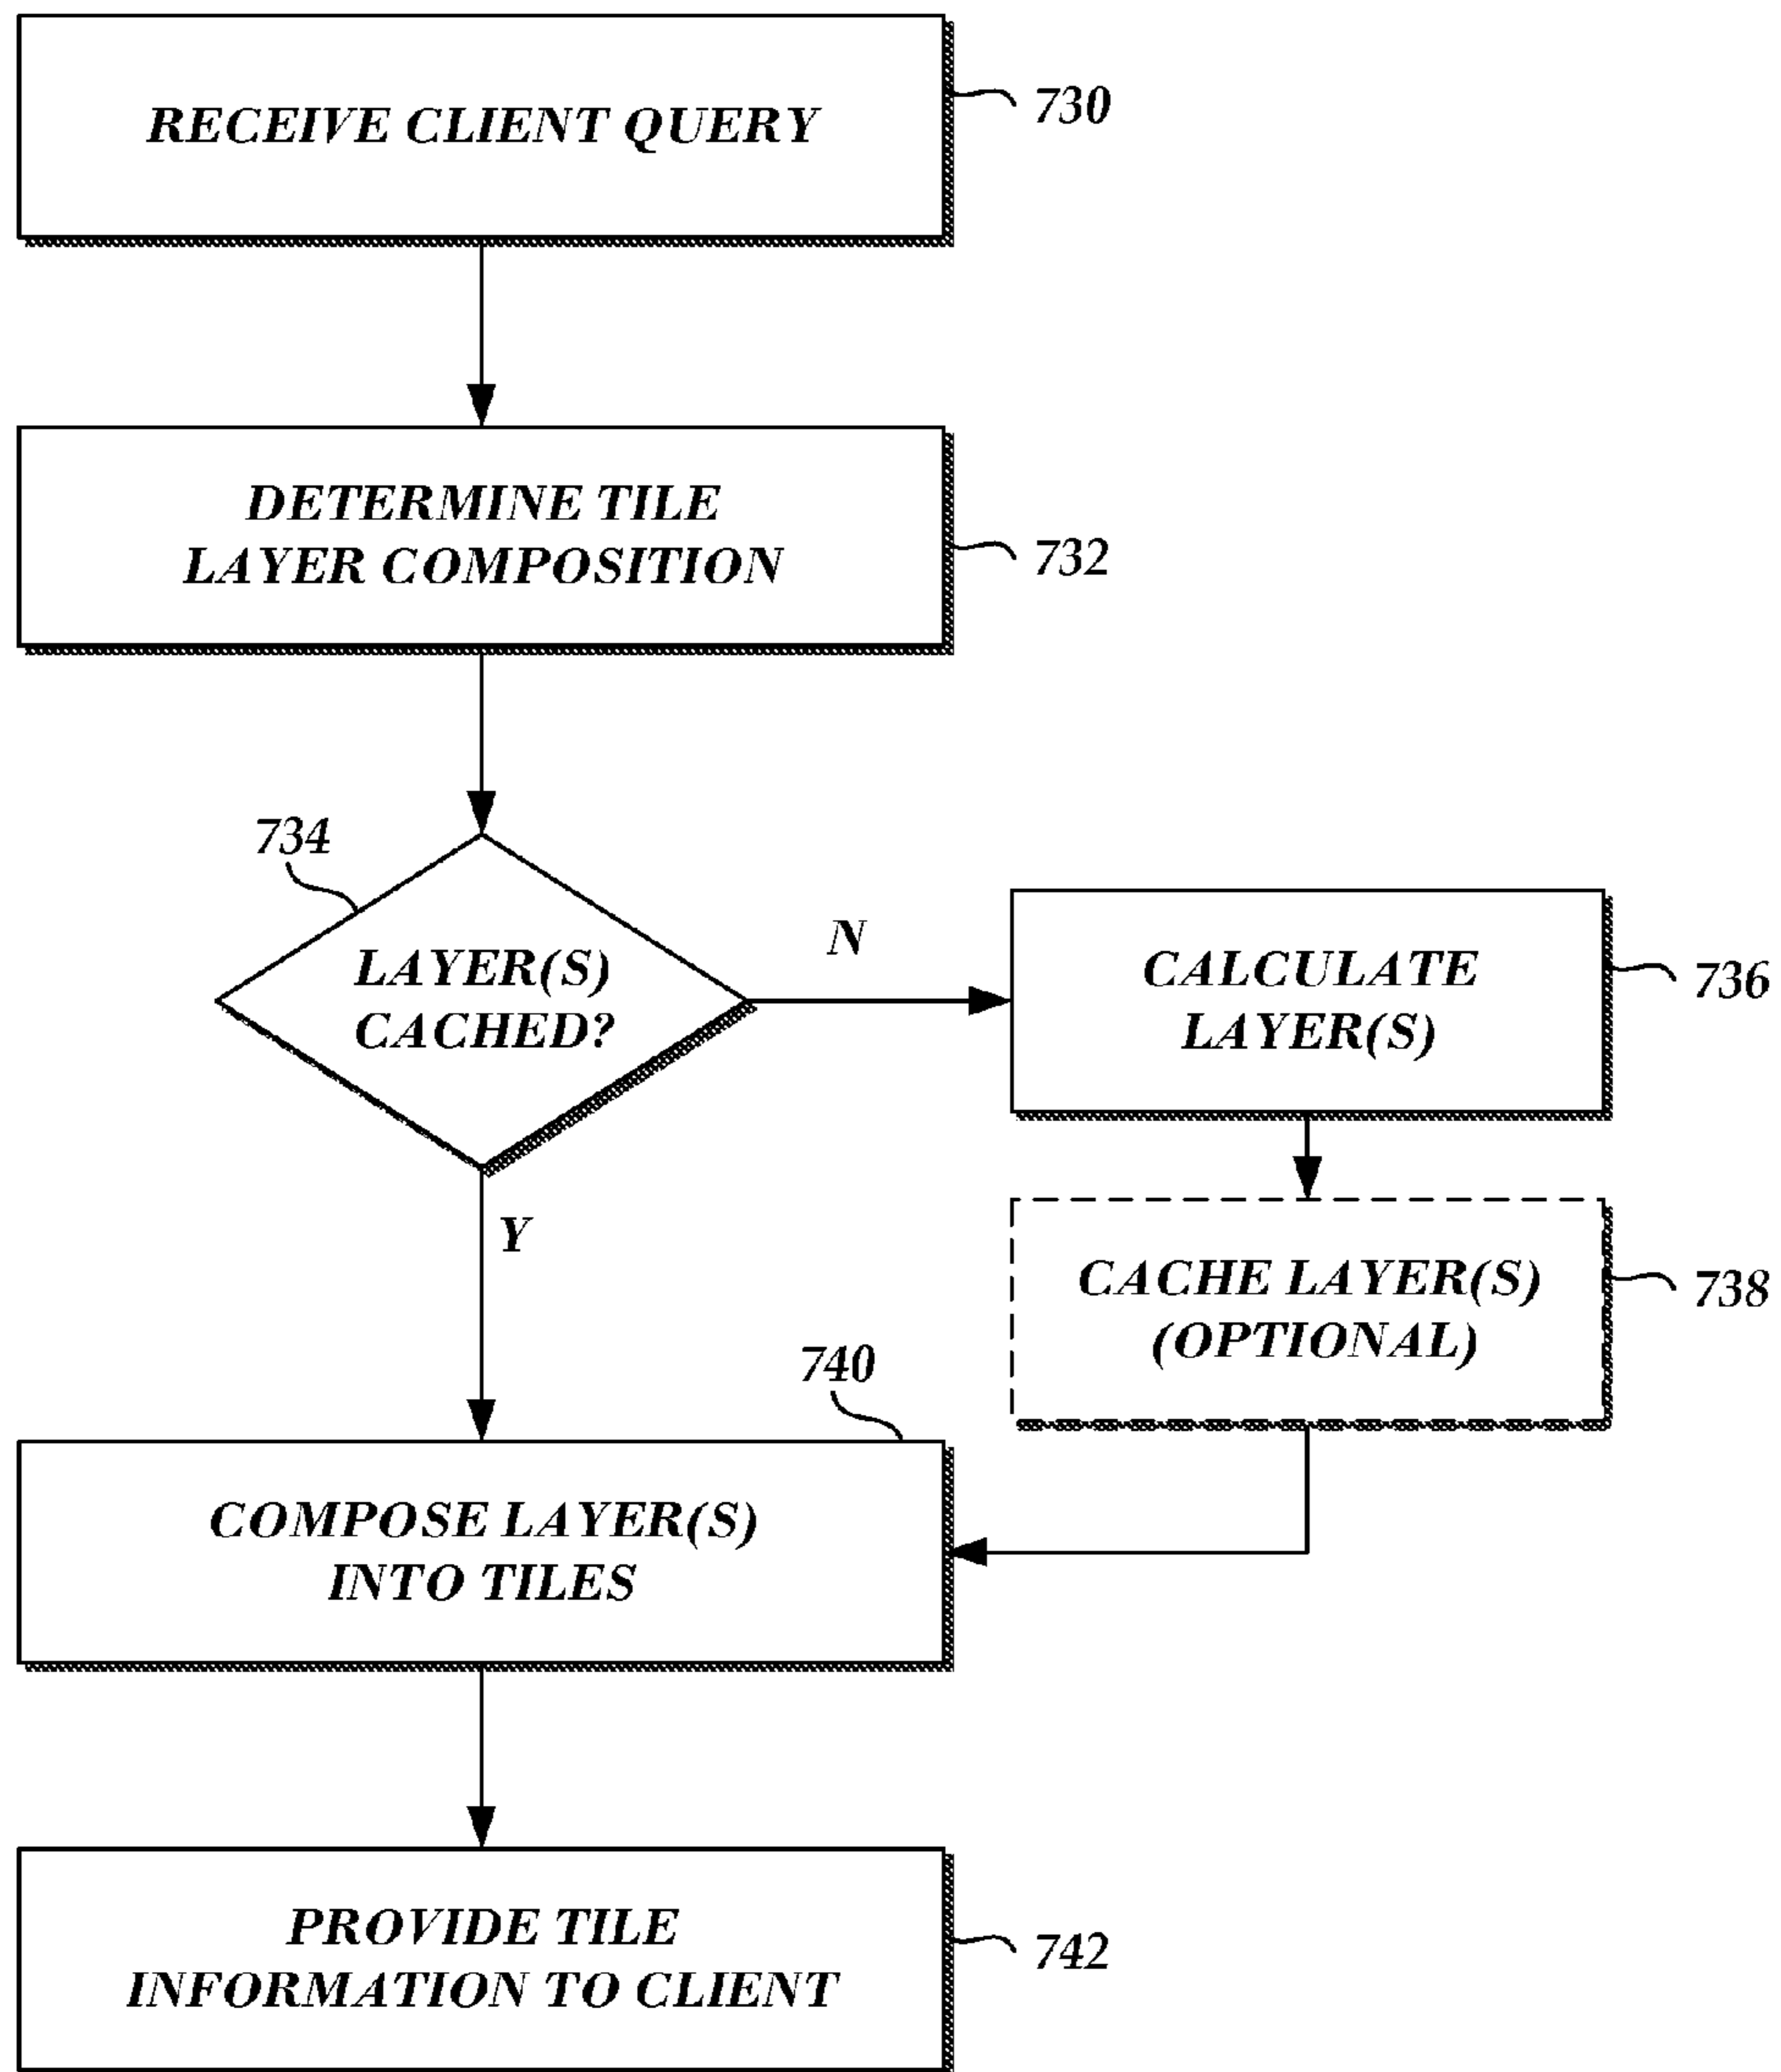 RECEIVE CLIENT QUERY
730
DETERMINE TILE
LAYER COMPOSITION
732
734
LAYER(S)
CACHED?
N
CALCULATE
LAYER(S)
736
Y
CACHE LAYER(S)
(OPTIONAL)
738
740
COMPOSE LAYER(S)
INTO TILES
PROVIDE TILE
INFORMATION TO CLIENT
742